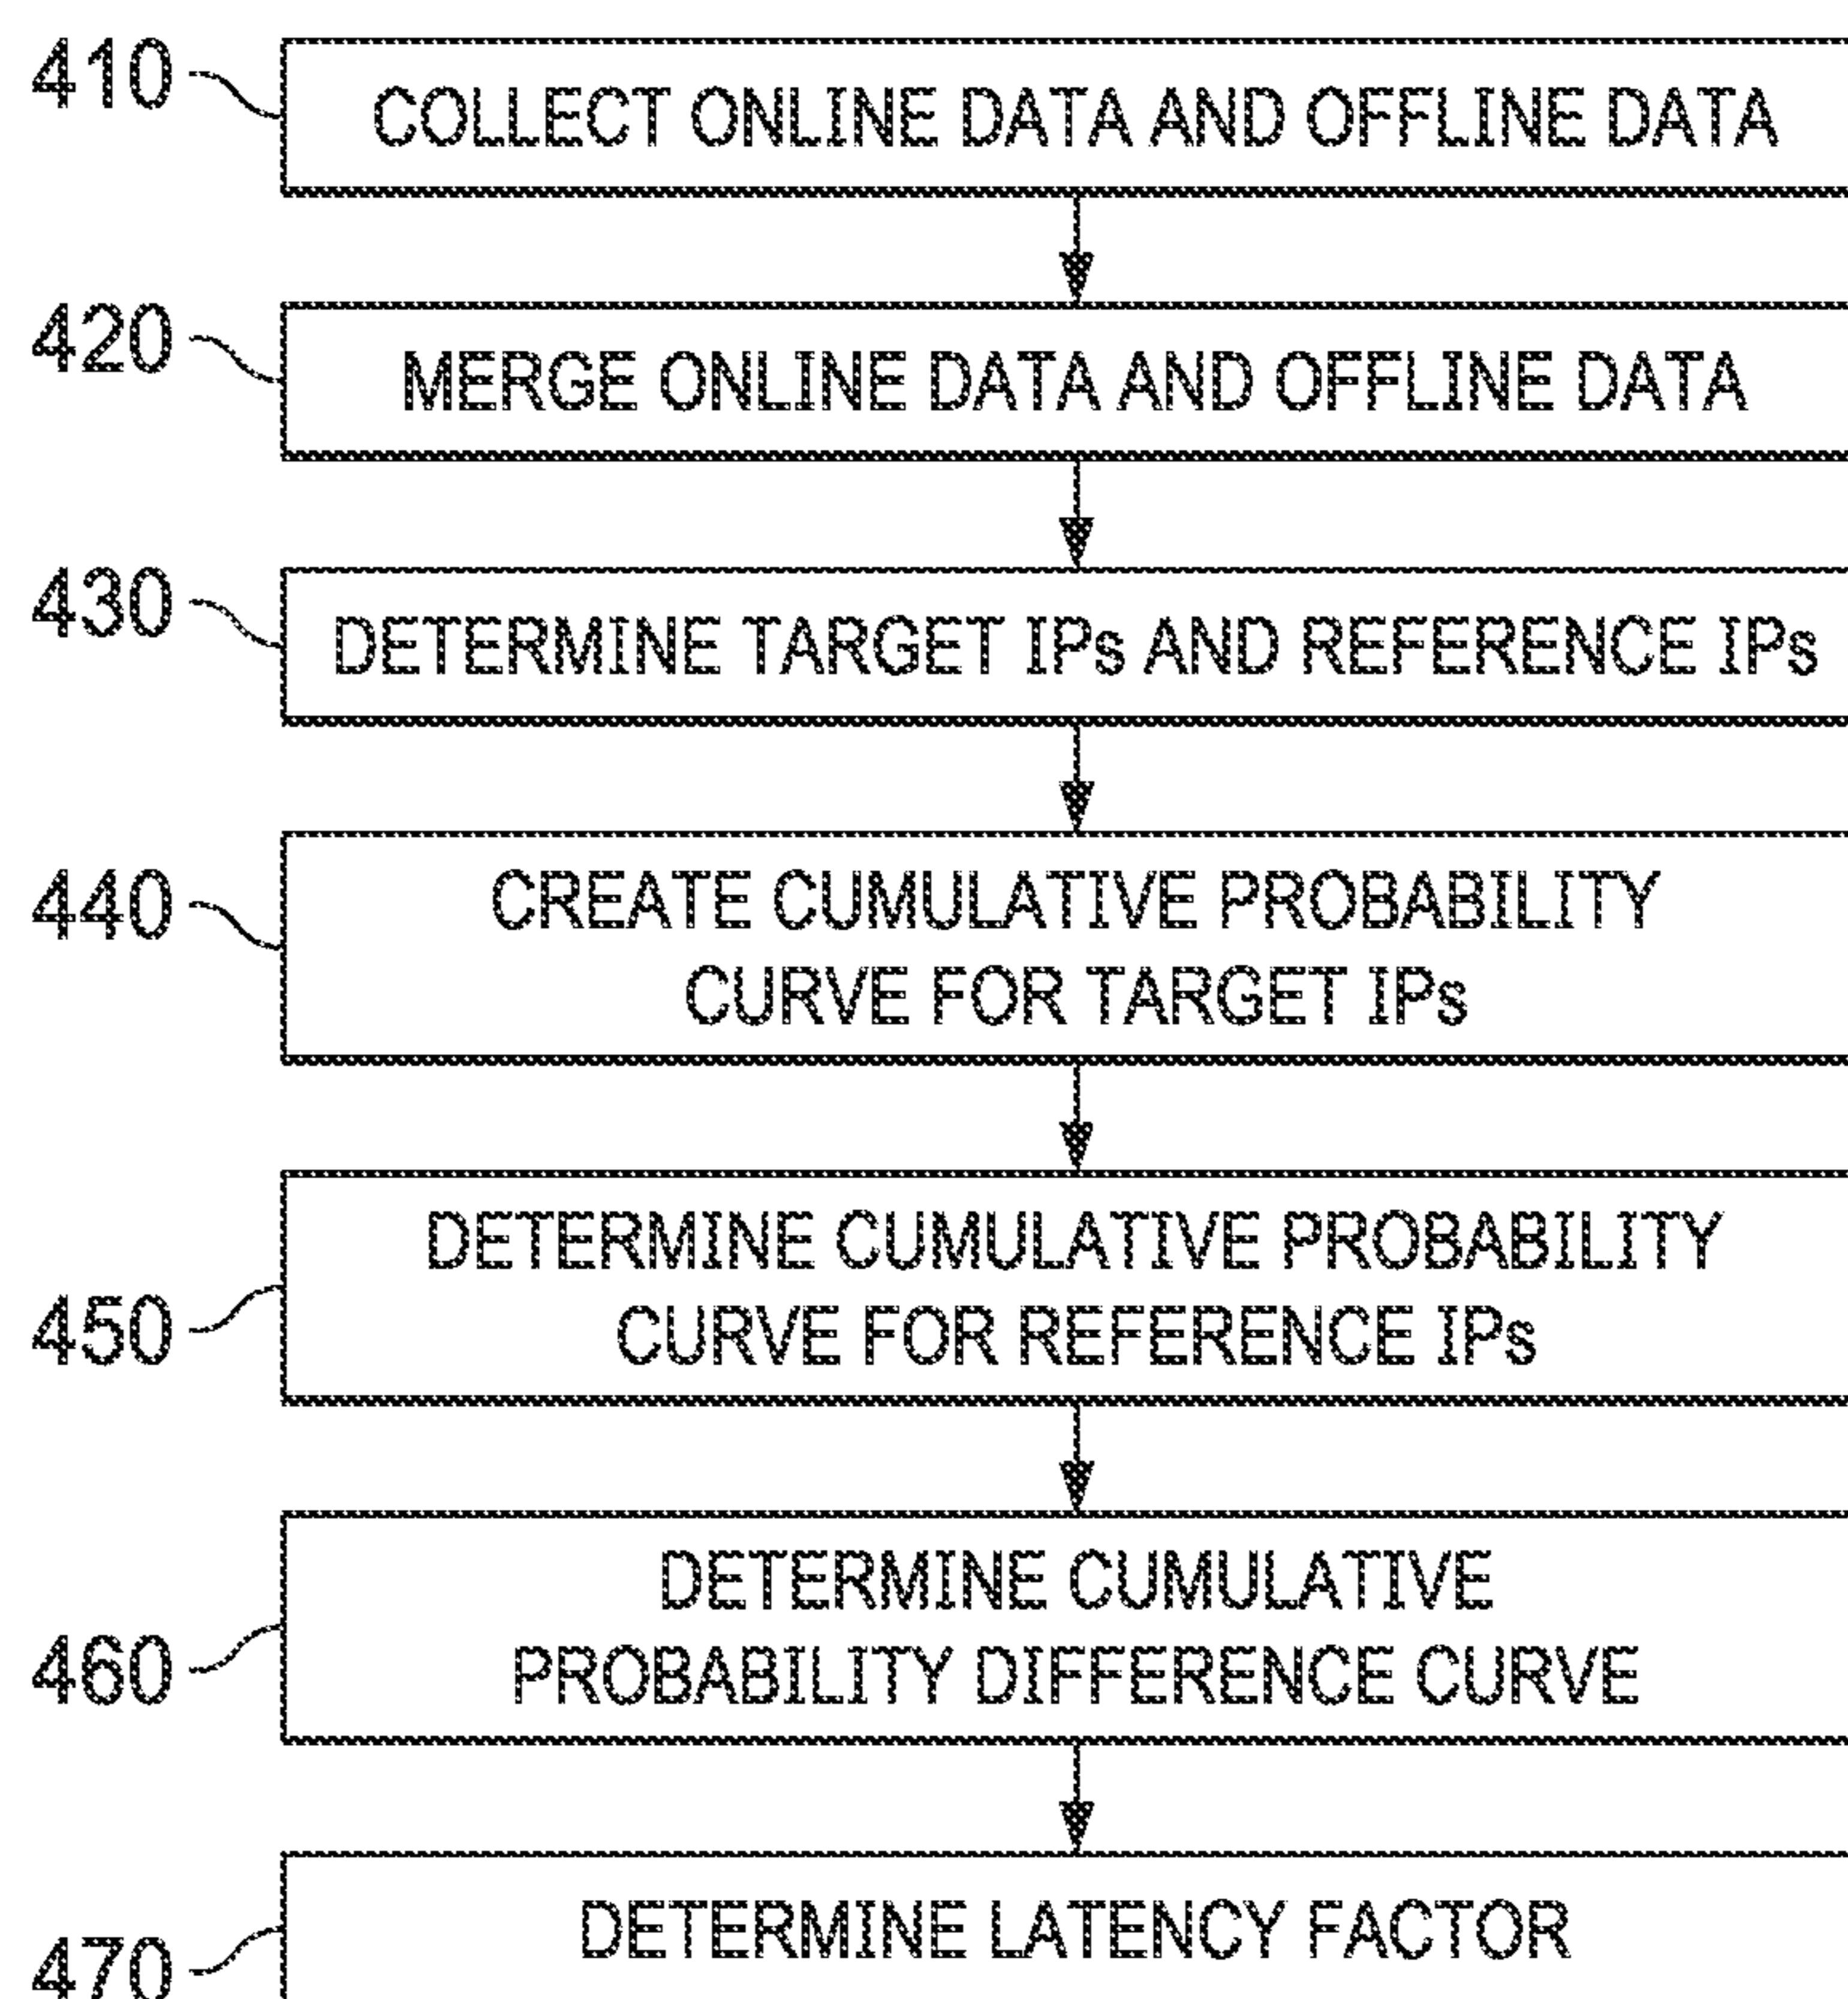 410
COLLECT ONLINE DATA AND OFFLINE DATA
420
MERGE ONLINE DATA AND OFFLINE DATA
430
DETERMINE TARGET IPs AND REFERENCE IPs
440
CREATE CUMULATIVE PROBABILITY
CURVE FOR TARGET IPs
450
DETERMINE CUMULATIVE PROBABILITY
CURVE FOR REFERENCE IPs
460
DETERMINE CUMULATIVE
PROBABILITY DIFFERENCE CURVE
470
DETERMINE LATENCY FACTOR